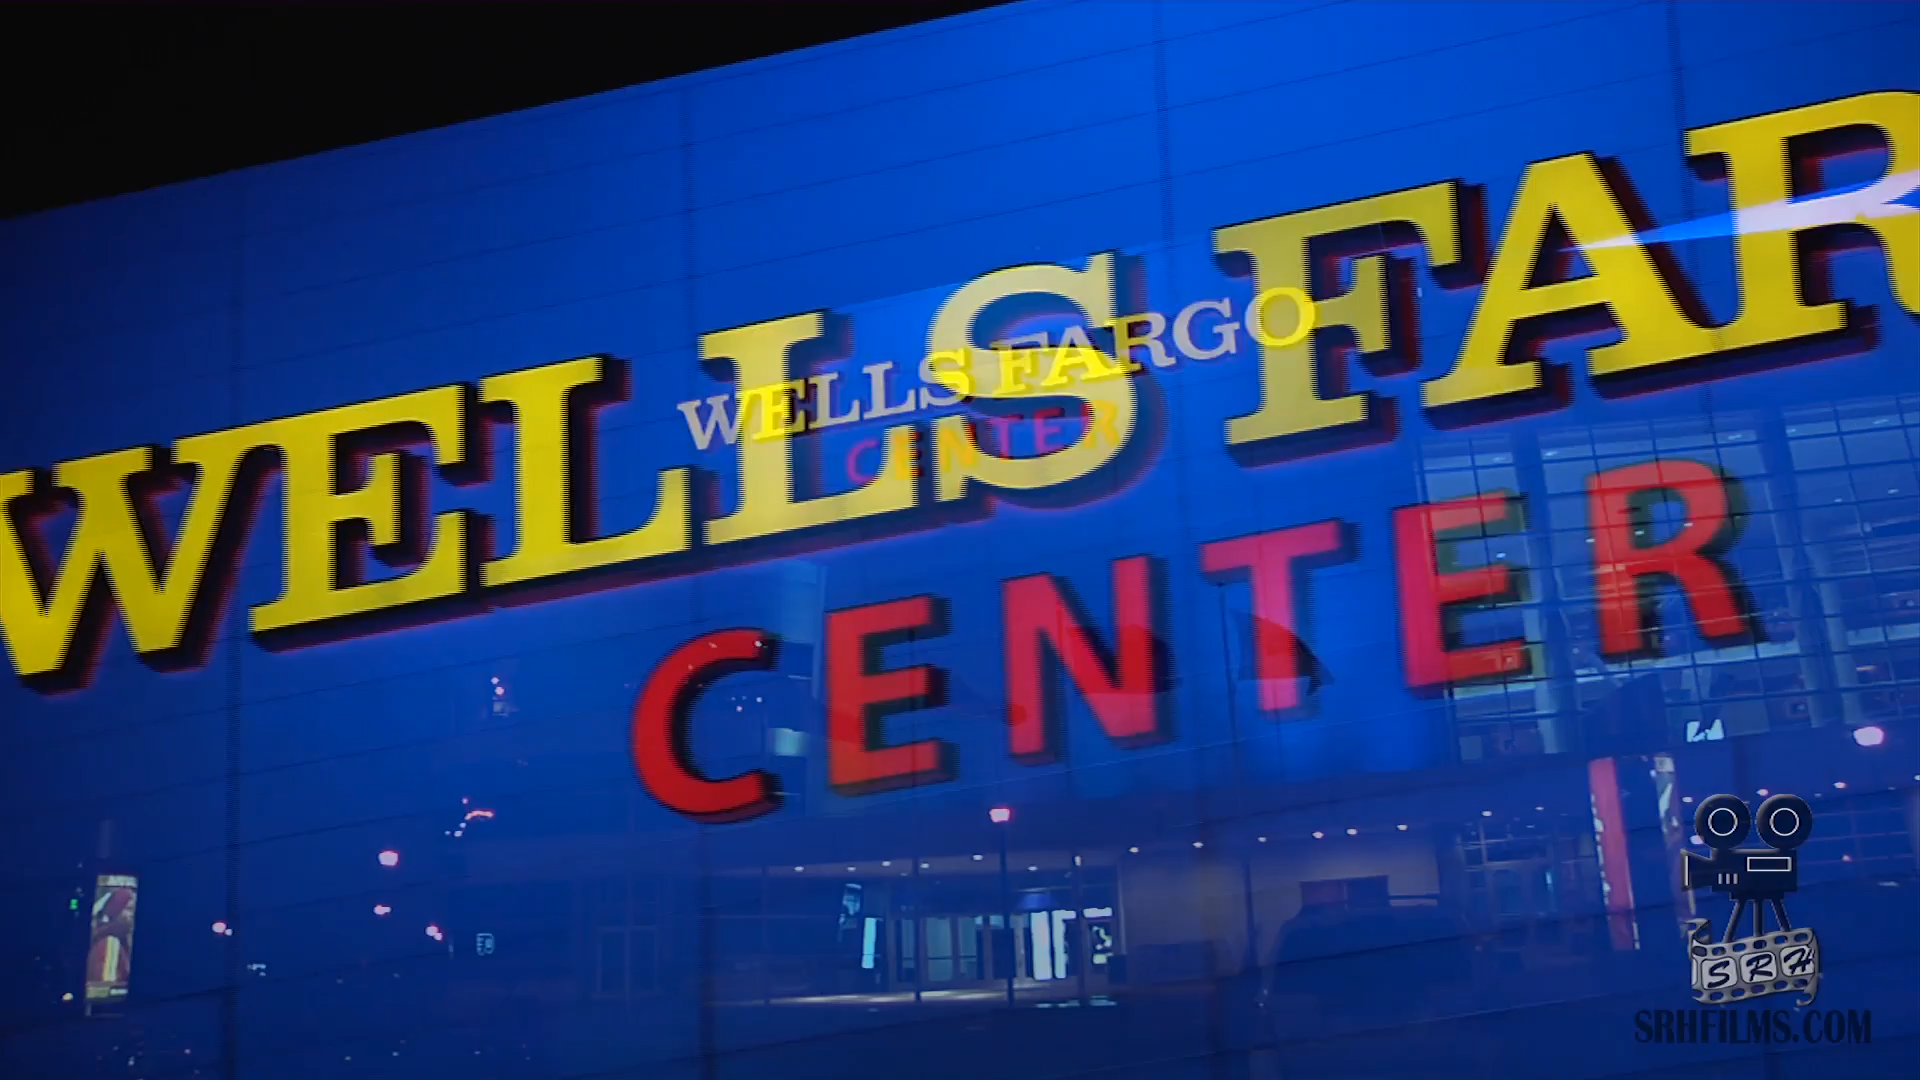 WELLS FAR
WELLS FARGO
CENTER
CENTER
SRH
SRHFILMS.COM